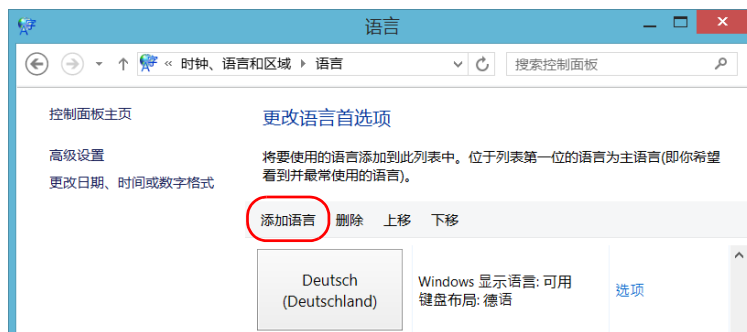 语言
« 时钟、语言和区域 ▸ 语言
搜索控制面板
控制面板主页
高级设置
更改日期、时间或数字格式
更改语言首选项
将要使用的语言添加到此列表中。位于列表第一位的语言为主语言(即你希望
看到并最常使用的语言)。
添加语言 删除 上移 下移
Deutsch
(Deutschland)
Windows 显示语言: 可用
键盘布局: 德语
选项